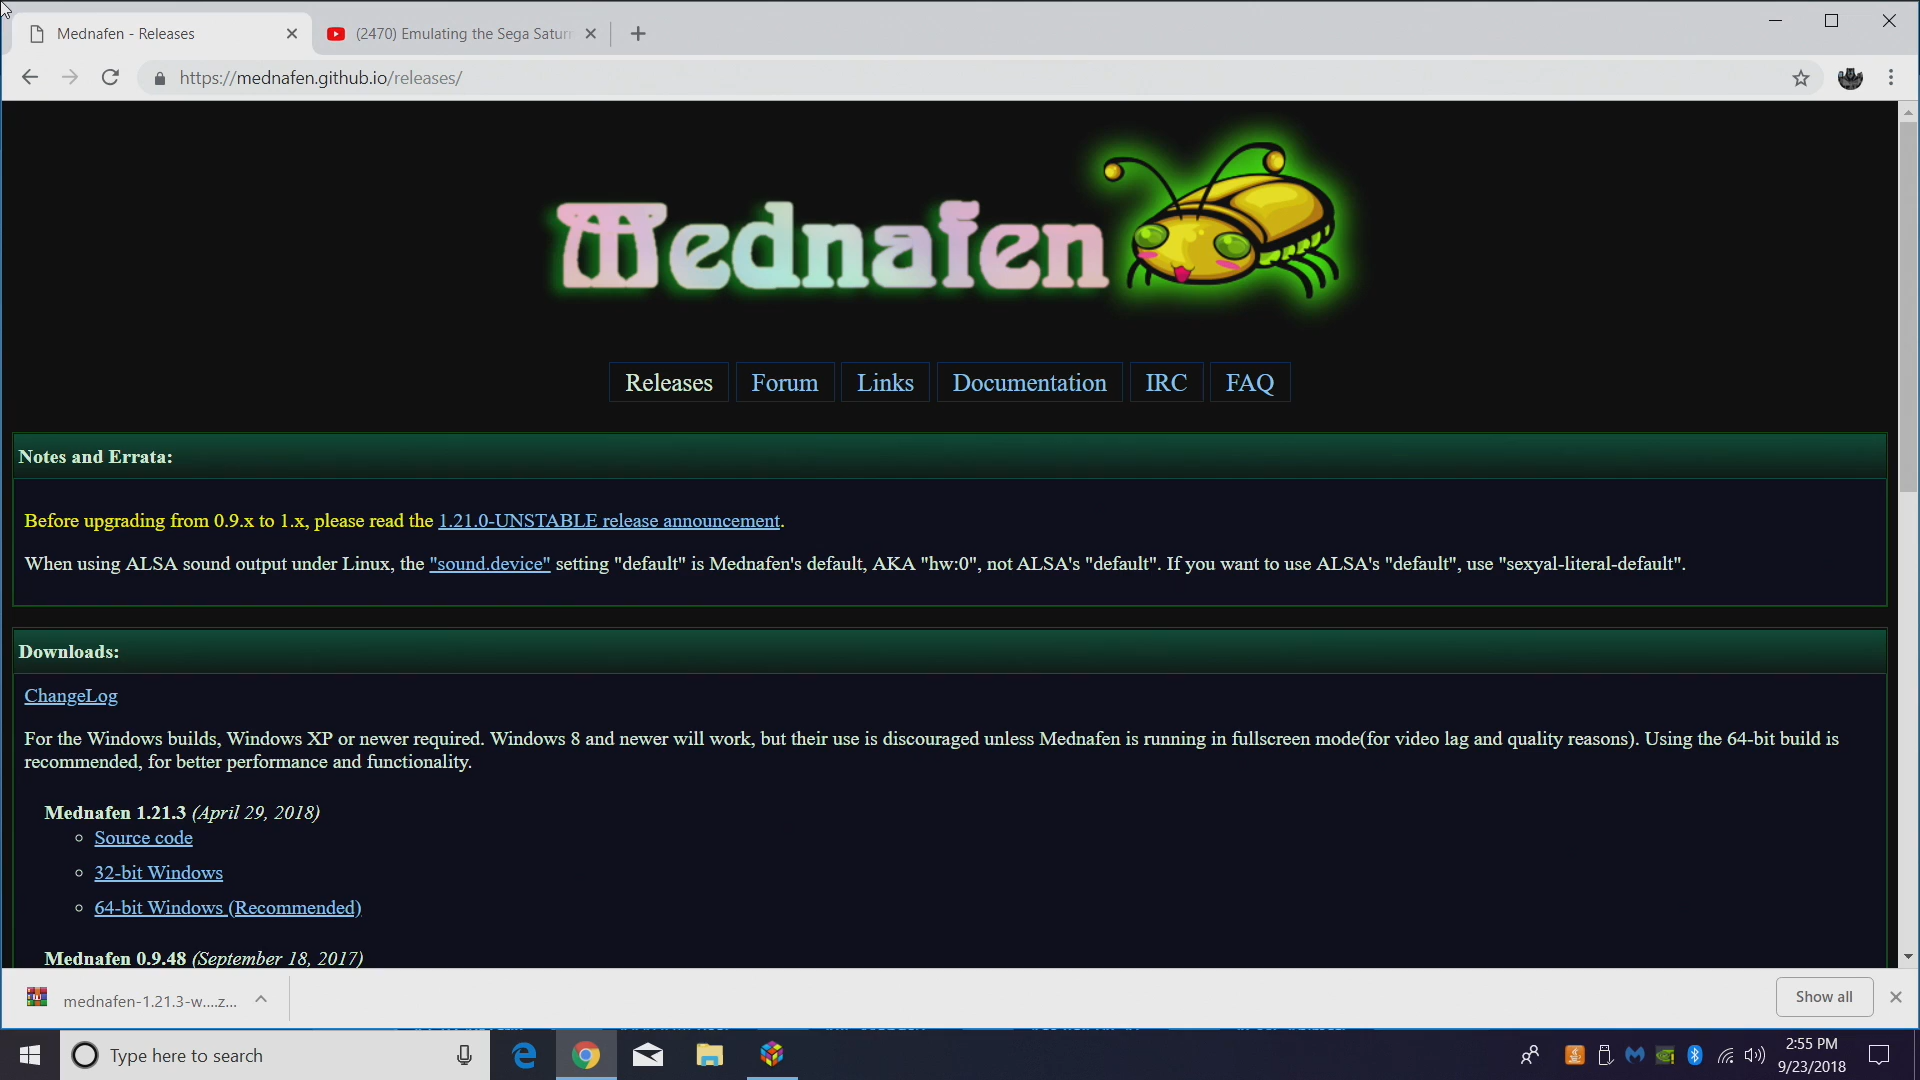 Mednafen - Releases
(2470) Emulating the Sega Satur
https://mednafen.github.io/releases/
Mednafen
Releases
Forum
Links
Documentation
IRC
FAQ
Notes and Errata:
Before upgrading from 0.9.x to 1.x, please read the 1.21.0-UNSTABLE release announcement.
When using ALSA sound output under Linux, the "sound.device" setting "default" is Mednafen's default, AKA "hw:0", not ALSA's "default". If you want to use ALSA's "default", use "sexyal-literal-default".
Downloads:
ChangeLog
For the Windows builds, Windows XP or newer required. Windows 8 and newer will work, but their use is discouraged unless Mednafen is running in fullscreen mode(for video lag and quality reasons). Using the 64-bit build is
recommended, for better performance and functionality.
Mednafen 1.21.3 (April 29, 2018)
Source code
32-bit Windows
64-bit Windows (Recommended)
Mednafen 0.9.48 (September 18, 2017)
mednafen-1.21.3-w....z...
Show all
Type here to search
2:55 PM
9/23/2018